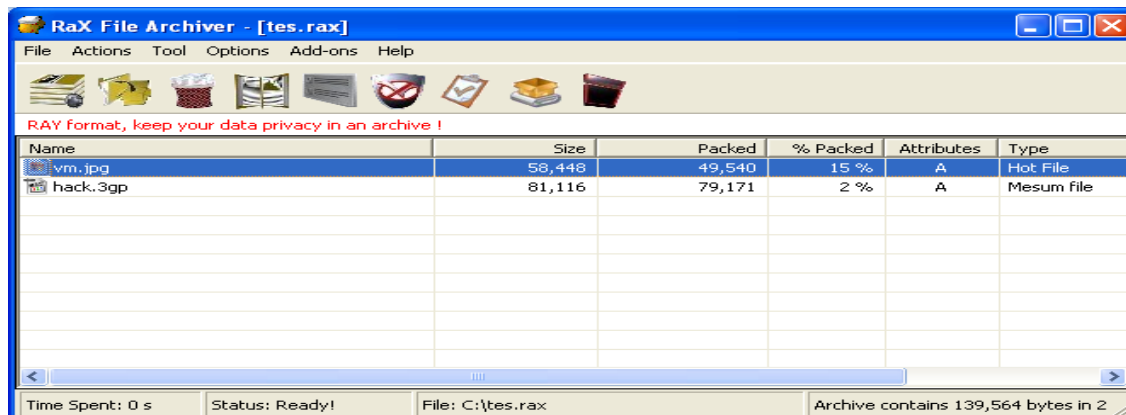 RaX File Archiver - [tes.rax]
File Actions Tool Options Add-ons Help
RAY format, keep your data privacy in an archive !
Name Size Packed % Packed Attributes Type
vm.jpg 58,448 49,540 15 % A Hot File
hack.3gp 81,116 79,171 2 % A Mesum file
Time Spent: 0 s Status: Ready! File: C:\tes.rax Archive contains 139,564 bytes in 2